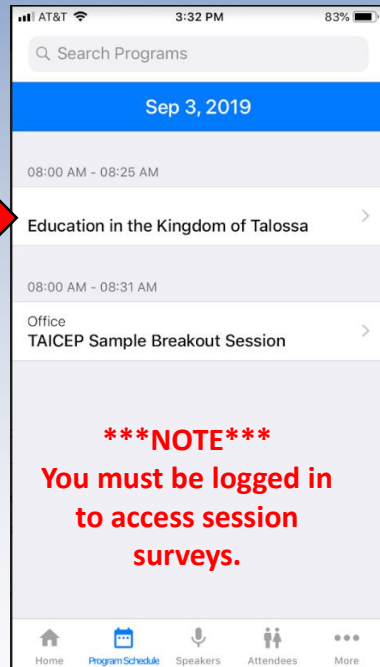 AT&T 3:32 PM 83%
Search Programs
Sep 3, 2019
08:00 AM - 08:25 AM
Education in the Kingdom of Talossa
08:00 AM - 08:31 AM
Office
TAICEP Sample Breakout Session
***NOTE***
You must be logged in
to access session
surveys.
Home Program Schedule Speakers Attendees More